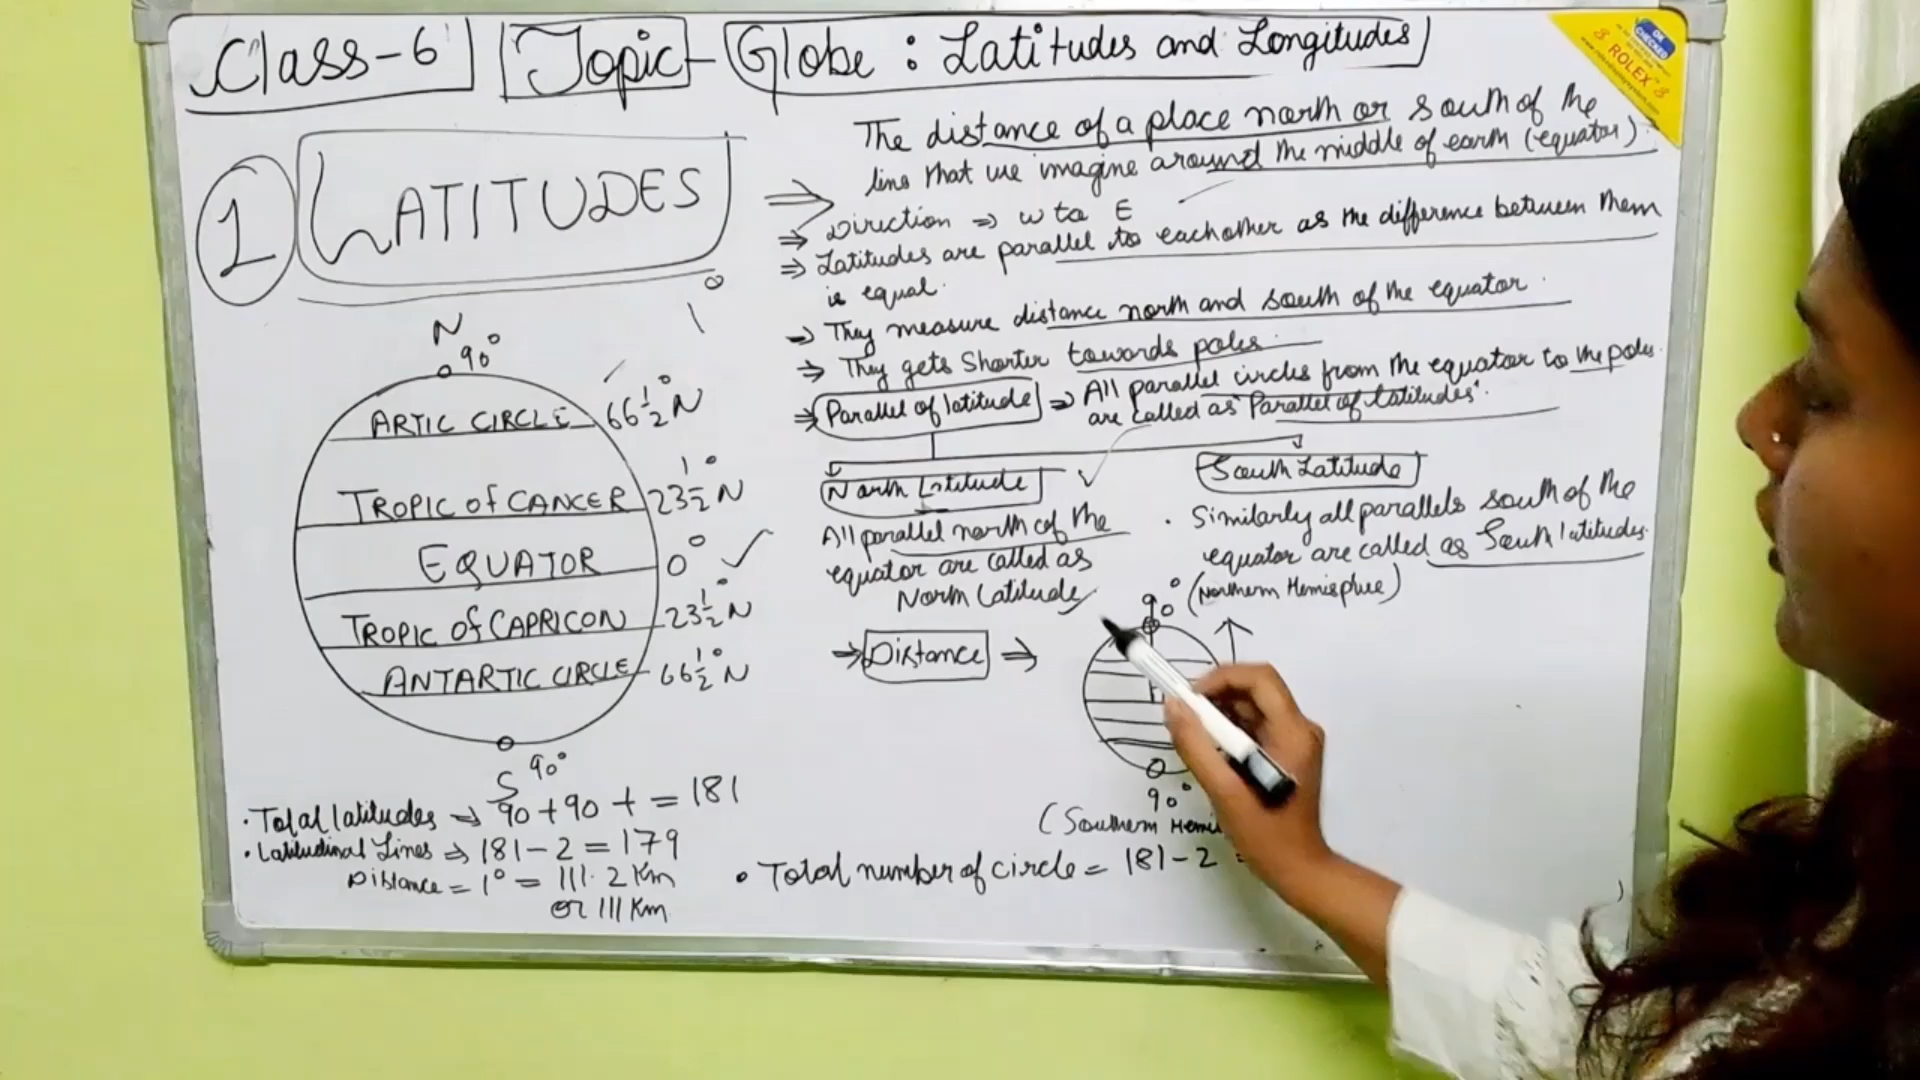 Class-6 Topic - Globe : Latitudes and Longitudes
OK CHECKED
ROLEX
1 LATITUDES
The distance of a place north or south of the
line that we imagine around the middle of earth (equator).
Direction ⇒ W to E
⇒ Latitudes are parallel to eachother as the difference between them
is equal.
→ They measure distance north and south of the equator.
⇒ They gets shorter towards poles.
⇒ Parallel of latitude ⇒ All parallel circles from the equator to the poles
are called as "Parallel of latitudes".
North Latitude
South Latitude
All parallel north of the
equator are called as
North latitude
. Similarly all parallels south of the
equator are called as South latitudes.
→ Distance ⇒
90°
(Northern Hemisphere)
90°
(Southern Hemi
• Total number of circle = 181-2 =
1°
N
90°
ARTIC CIRCLE 66 1/2° N
TROPIC of CANCER 23 1/2° N
EQUATOR 0°
TROPIC of CAPRICON 23 1/2° N
ANTARTIC CIRCLE 66 1/2° N
S 90°
• Total latitudes → 90+90 + = 181
• Latitudinal Lines ⇒ 181-2 = 179
Distance = 1° = 111.2 Km
or 111 Km